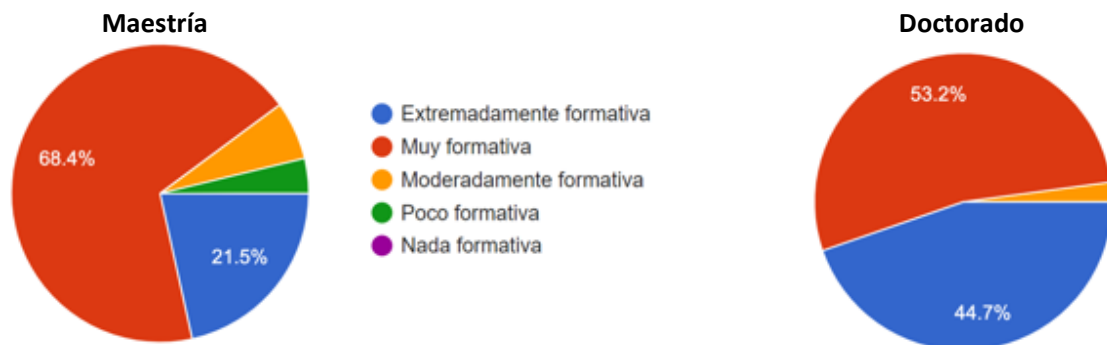 Maestría
68.4%
21.5%
Extremadamente formativa
Muy formativa
Moderadamente formativa
Poco formativa
Nada formativa
Doctorado
53.2%
44.7%